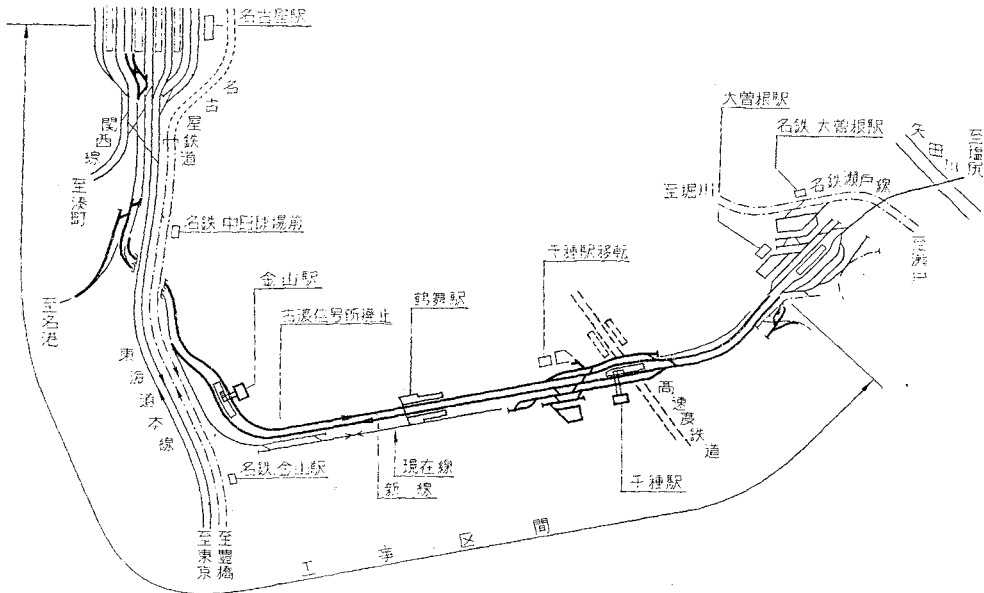 名古屋駅
名古屋鉄道
関西線
至湊町
名鉄 中日球場前
至名港
金山駅
古渡信号所廃止
鶴舞駅
千種駅移転
大曽根駅
名鉄 大曽根駅
矢田川
至塩尻
至堀川
名鉄瀬戸線
至瀬戸
東海道本線
高速度鉄道
名鉄 金山駅
現在線
新線
千種駅
至東京
至豊橋
工事区間